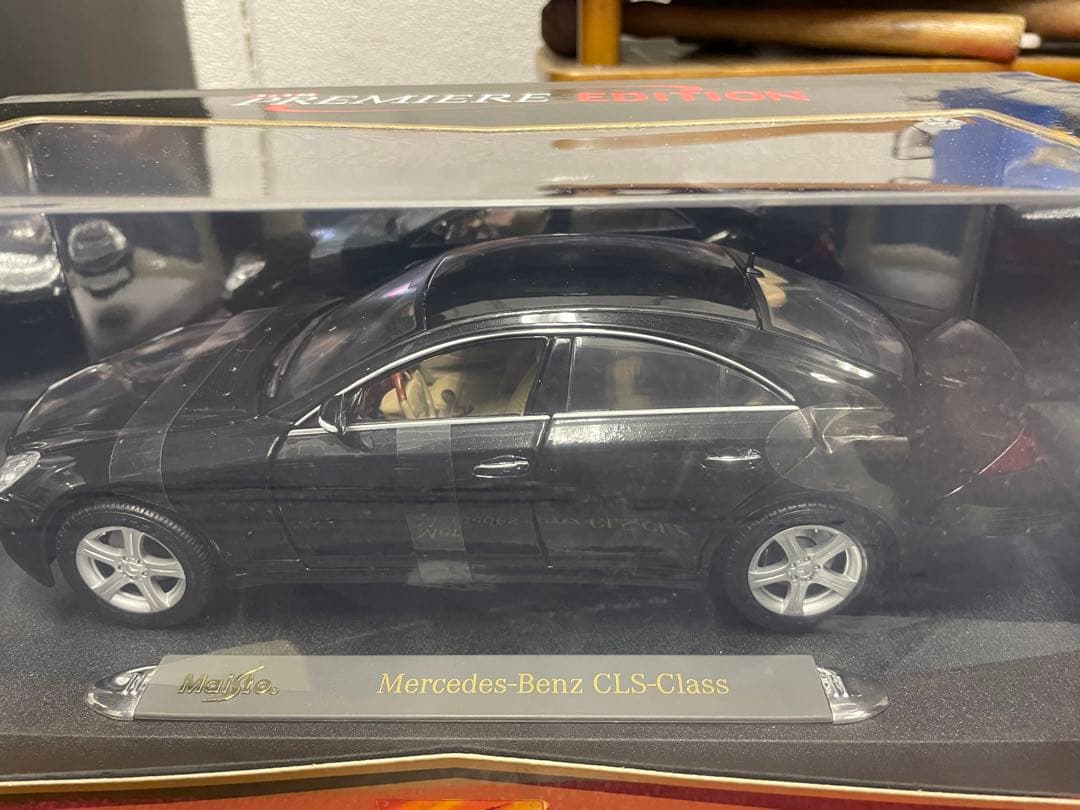 PREMIERE EDITION
Maisto®
Mercedes-Benz CLS-Class